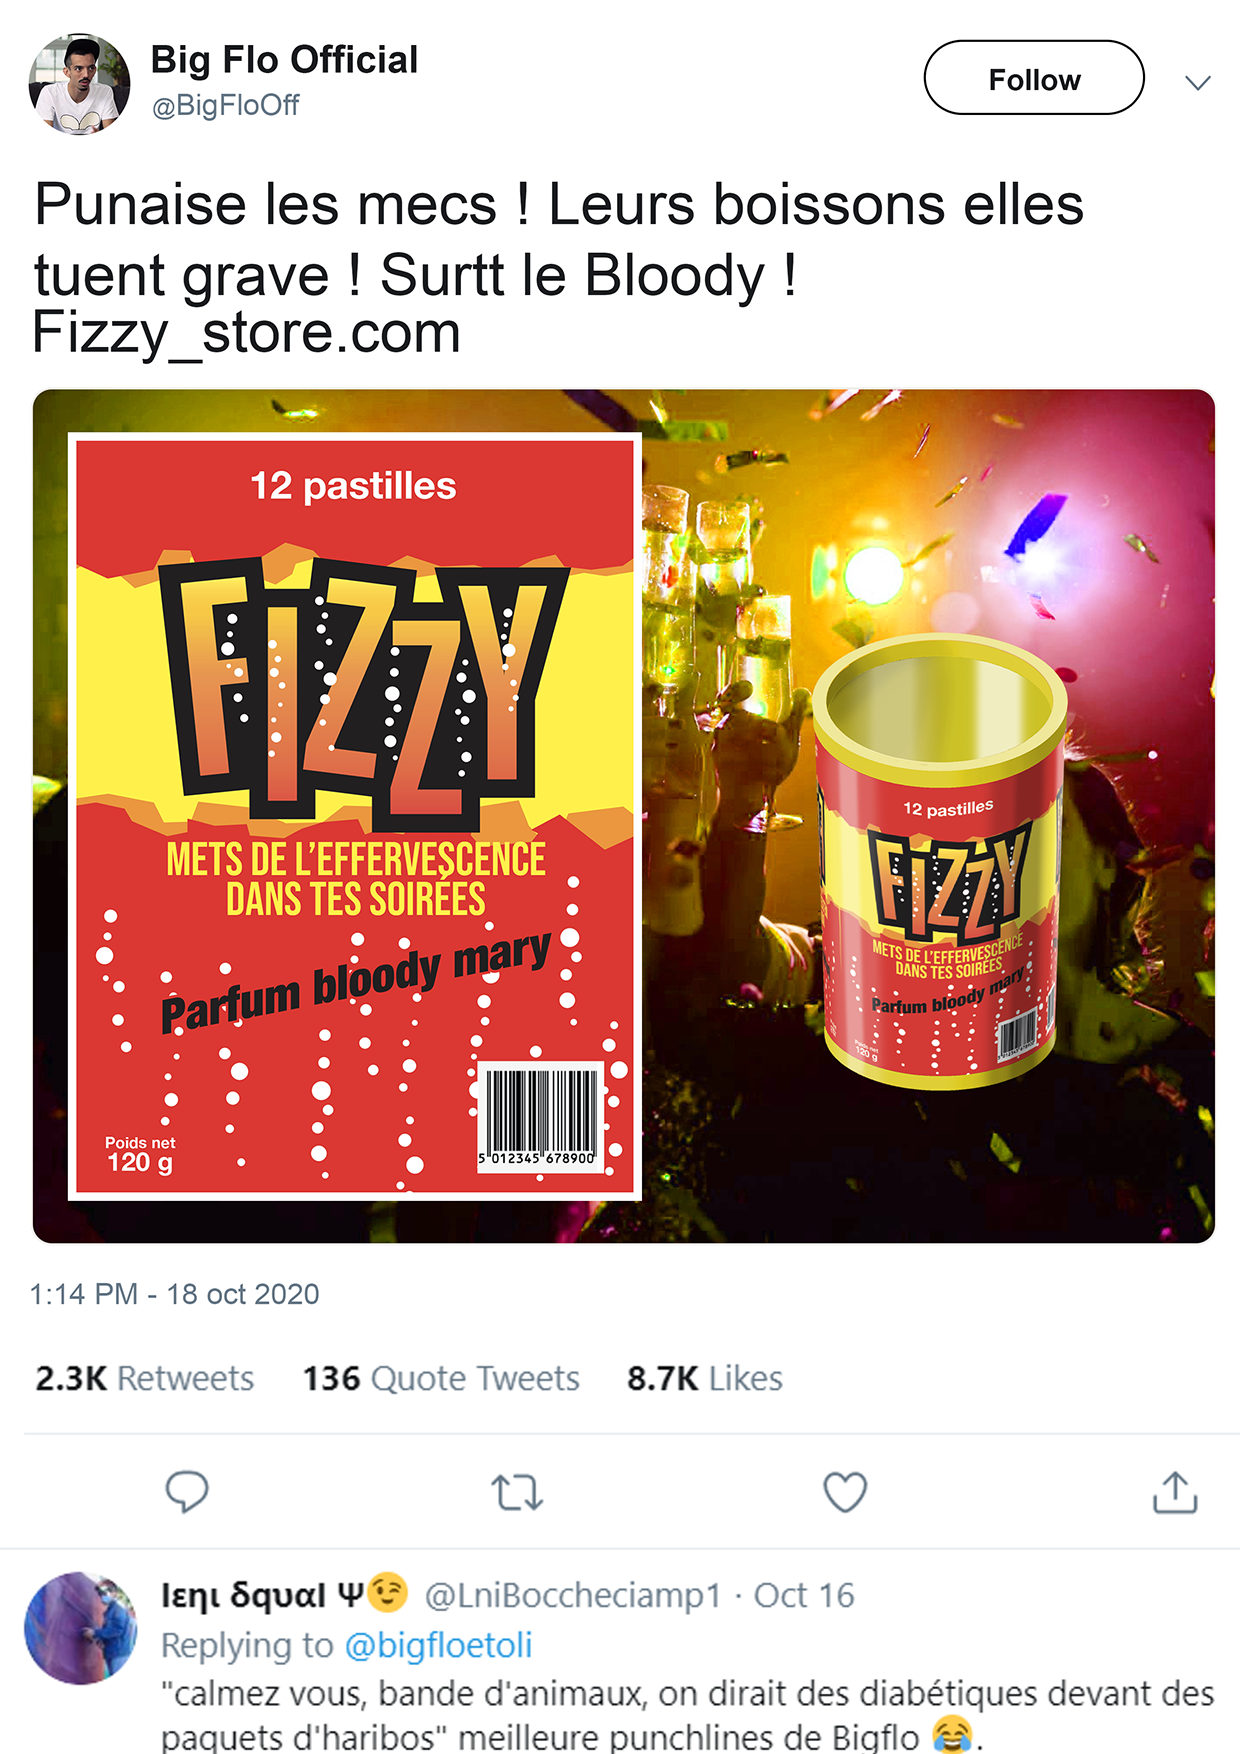 Big Flo Official
@BigFloOff
Follow
Punaise les mecs ! Leurs boissons elles
tuent grave ! Surtt le Bloody !
Fizzy_store.com
12 pastilles
FIZZY
METS DE L'EFFERVESCENCE
DANS TES SOIRÉES
Parfum bloody mary
Poids net
120 g
5 012345 678900
12 pastilles
FIZZY
METS DE L'EFFERVESCENCE
DANS TES SOIRÉES
Parfum bloody mary
Poids net
120 g
1:14 PM - 18 oct 2020
2.3K Retweets 136 Quote Tweets 8.7K Likes
Ιεηι δqυαl Ψ😉 @LniBoccheciamp1 · Oct 16
Replying to @bigfloetoli
"calmez vous, bande d'animaux, on dirait des diabétiques devant des
paquets d'haribos" meilleure punchlines de Bigflo 😂.